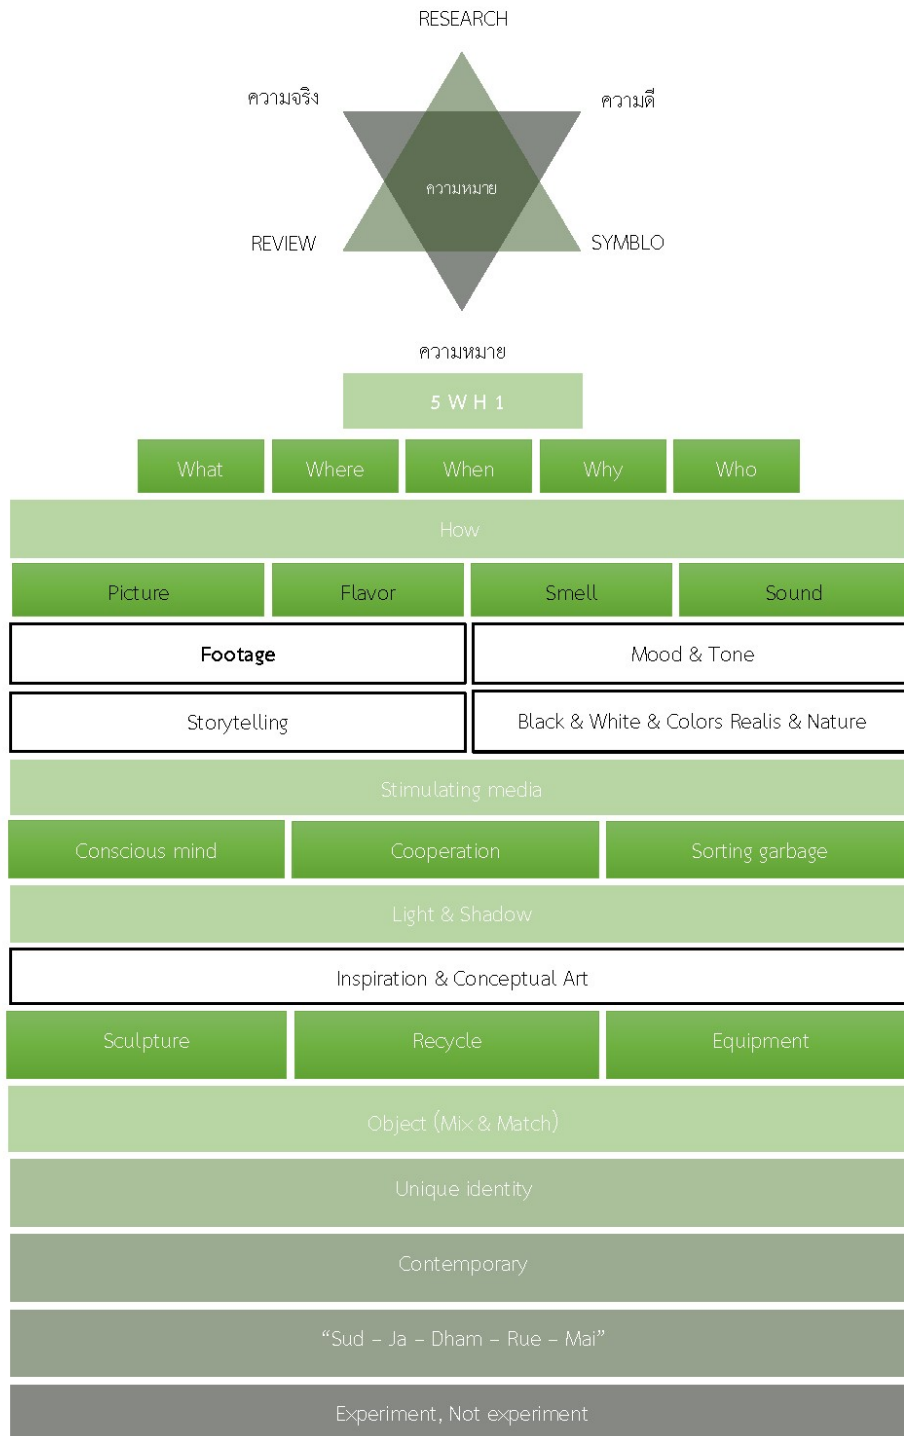 RESEARCH
ความจริง
ความดี
ความหมาย
REVIEW
SYMBLO
ความหมาย
5 W H 1
What
Where
When
Why
Who
How
Picture
Flavor
Smell
Sound
Footage
Mood & Tone
Storytelling
Black & White & Colors Realis & Nature
Stimulating media
Conscious mind
Cooperation
Sorting garbage
Light & Shadow
Inspiration & Conceptual Art
Sculpture
Recycle
Equipment
Object (Mix & Match)
Unique identity
Contemporary
“Sud – Ja – Dham – Rue – Mai”
Experiment, Not experiment